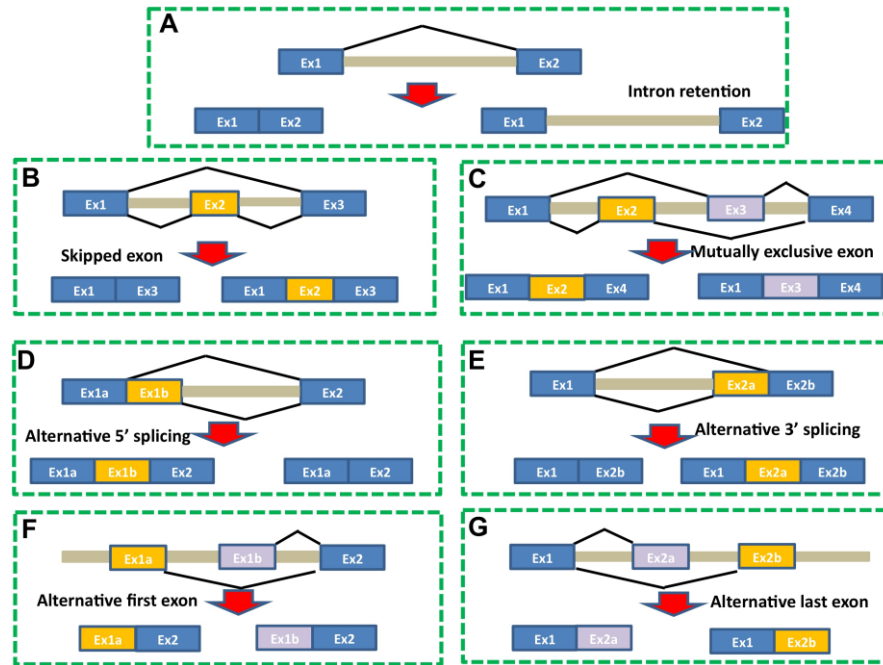 A
Ex1 Ex2
Intron retention
Ex1 Ex2 Ex1 Ex2
B
Ex1 Ex2 Ex3
Skipped exon
Ex1 Ex3 Ex1 Ex2 Ex3
C
Ex1 Ex2 Ex3 Ex4
Mutually exclusive exon
Ex1 Ex2 Ex4 Ex1 Ex3 Ex4
D
Ex1a Ex1b Ex2
Alternative 5’ splicing
Ex1a Ex1b Ex2 Ex1a Ex2
E
Ex1 Ex2a Ex2b
Alternative 3’ splicing
Ex1 Ex2b Ex1 Ex2a Ex2b
F
Ex1a Ex1b Ex2
Alternative first exon
Ex1a Ex2 Ex1b Ex2
G
Ex1 Ex2a Ex2b
Alternative last exon
Ex1 Ex2a Ex1 Ex2b